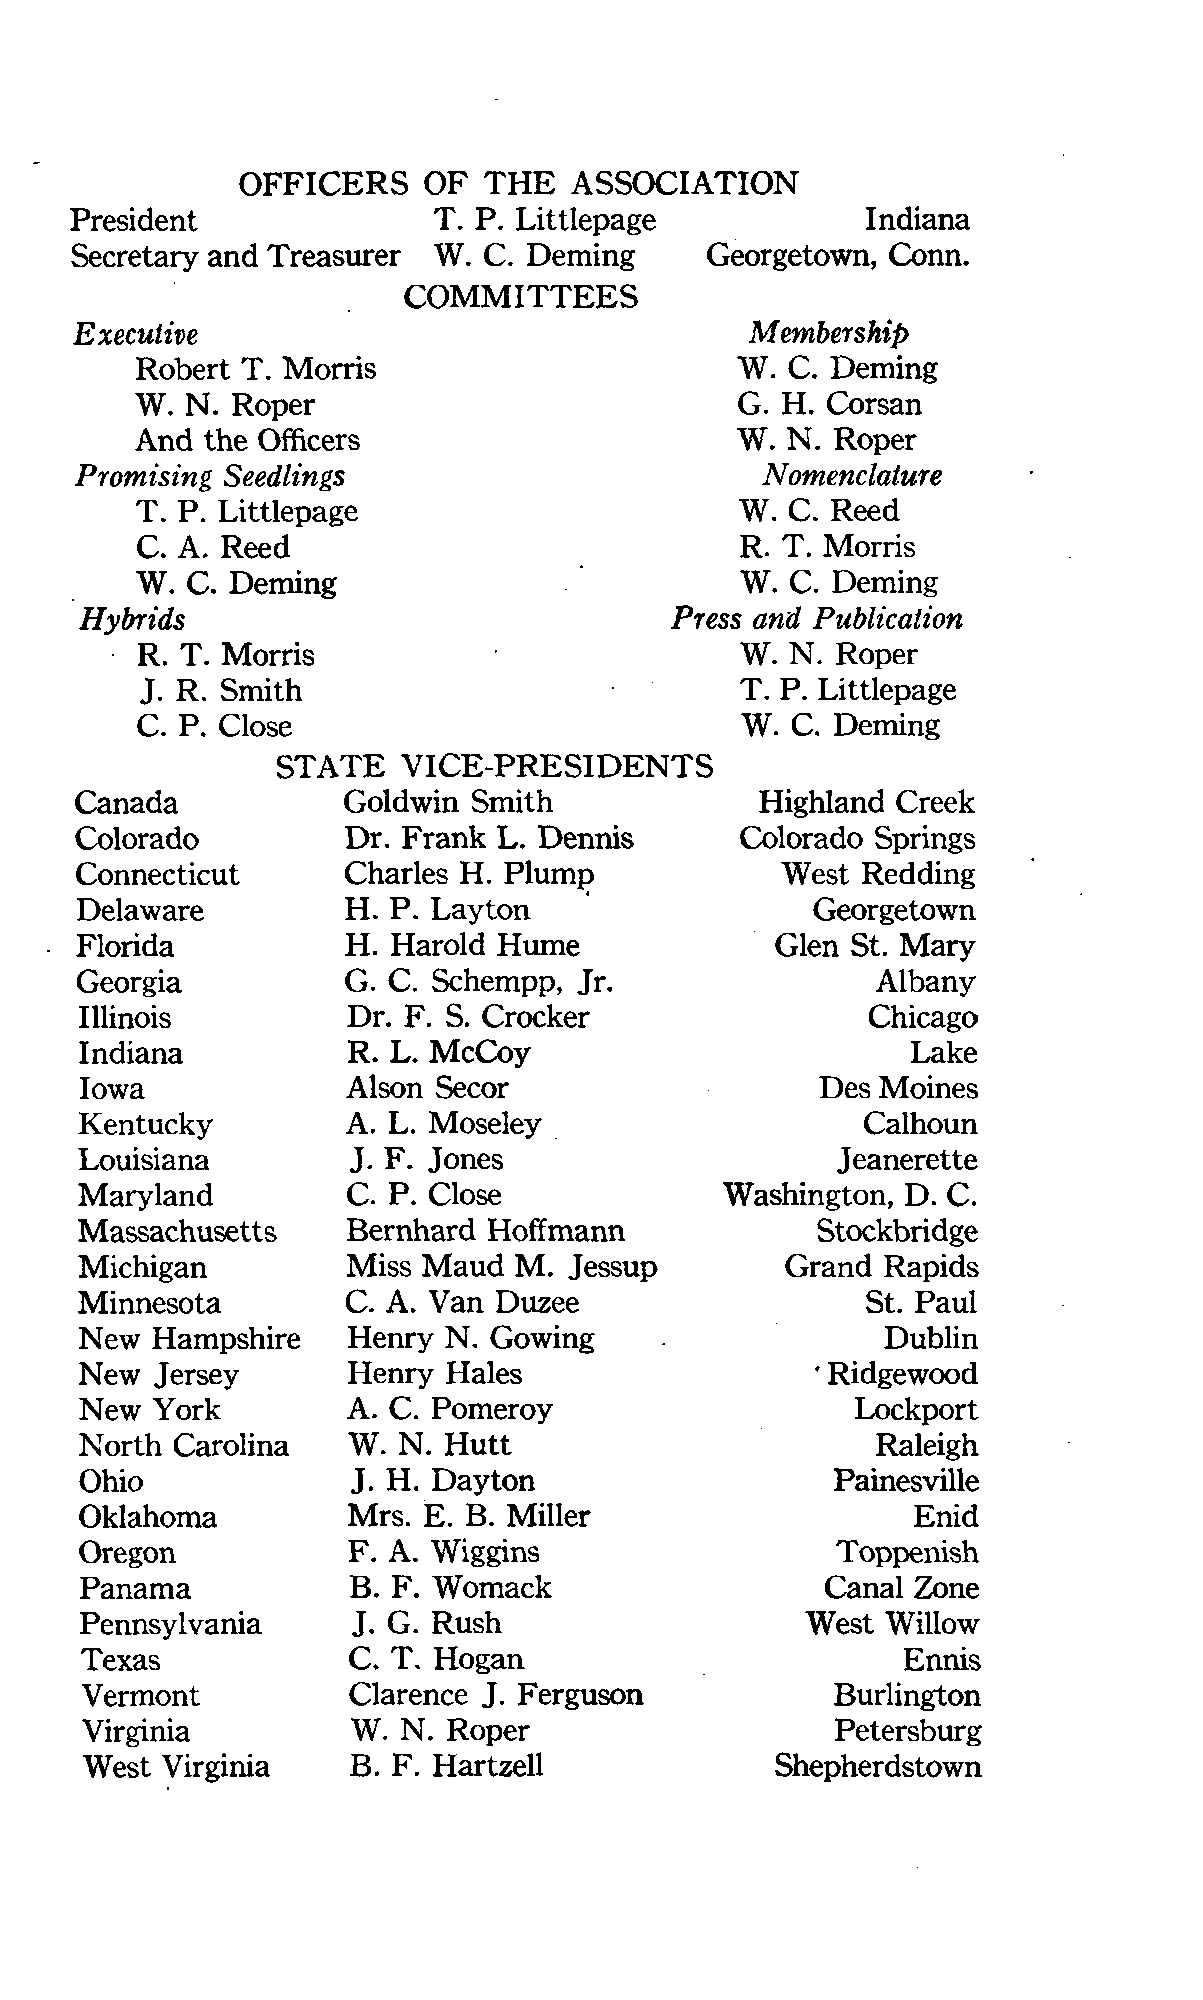 OFFICERS OF THE ASSOCIATION
President T. P. Littlepage Indiana
Secretary and Treasurer W. C. Deming Georgetown, Conn.
COMMITTEES
Executive Membership
Robert T. Morris W. C. Deming
W. N. Roper G. H. Corsan
And the Officers W. N. Roper
Promising Seedlings Nomenclature
T. P. Littlepage W. C. Reed
C. A. Reed R. T. Morris
W. C. Deming W. C. Deming
Hybrids Press and Publication
R. T. Morris W. N. Roper
J. R. Smith T. P. Littlepage
C. P. Close W. C. Deming
STATE VICE-PRESIDENTS
Canada Goldwin Smith Highland Creek
Colorado Dr. Frank L. Dennis Colorado Springs
Connecticut Charles H. Plump West Redding
Delaware H. P. Layton Georgetown
Florida H. Harold Hume Glen St. Mary
Georgia G. C. Schempp, Jr. Albany
Illinois Dr. F. S. Crocker Chicago
Indiana R. L. McCoy Lake
Iowa Alson Secor Des Moines
Kentucky A. L. Moseley Calhoun
Louisiana J. F. Jones Jeanerette
Maryland C. P. Close Washington, D. C.
Massachusetts Bernhard Hoffmann Stockbridge
Michigan Miss Maud M. Jessup Grand Rapids
Minnesota C. A. Van Duzee St. Paul
New Hampshire Henry N. Gowing Dublin
New Jersey Henry Hales Ridgewood
New York A. C. Pomeroy Lockport
North Carolina W. N. Hutt Raleigh
Ohio J. H. Dayton Painesville
Oklahoma Mrs. E. B. Miller Enid
Oregon F. A. Wiggins Toppenish
Panama B. F. Womack Canal Zone
Pennsylvania J. G. Rush West Willow
Texas C. T. Hogan Ennis
Vermont Clarence J. Ferguson Burlington
Virginia W. N. Roper Petersburg
West Virginia B. F. Hartzell Shepherdstown